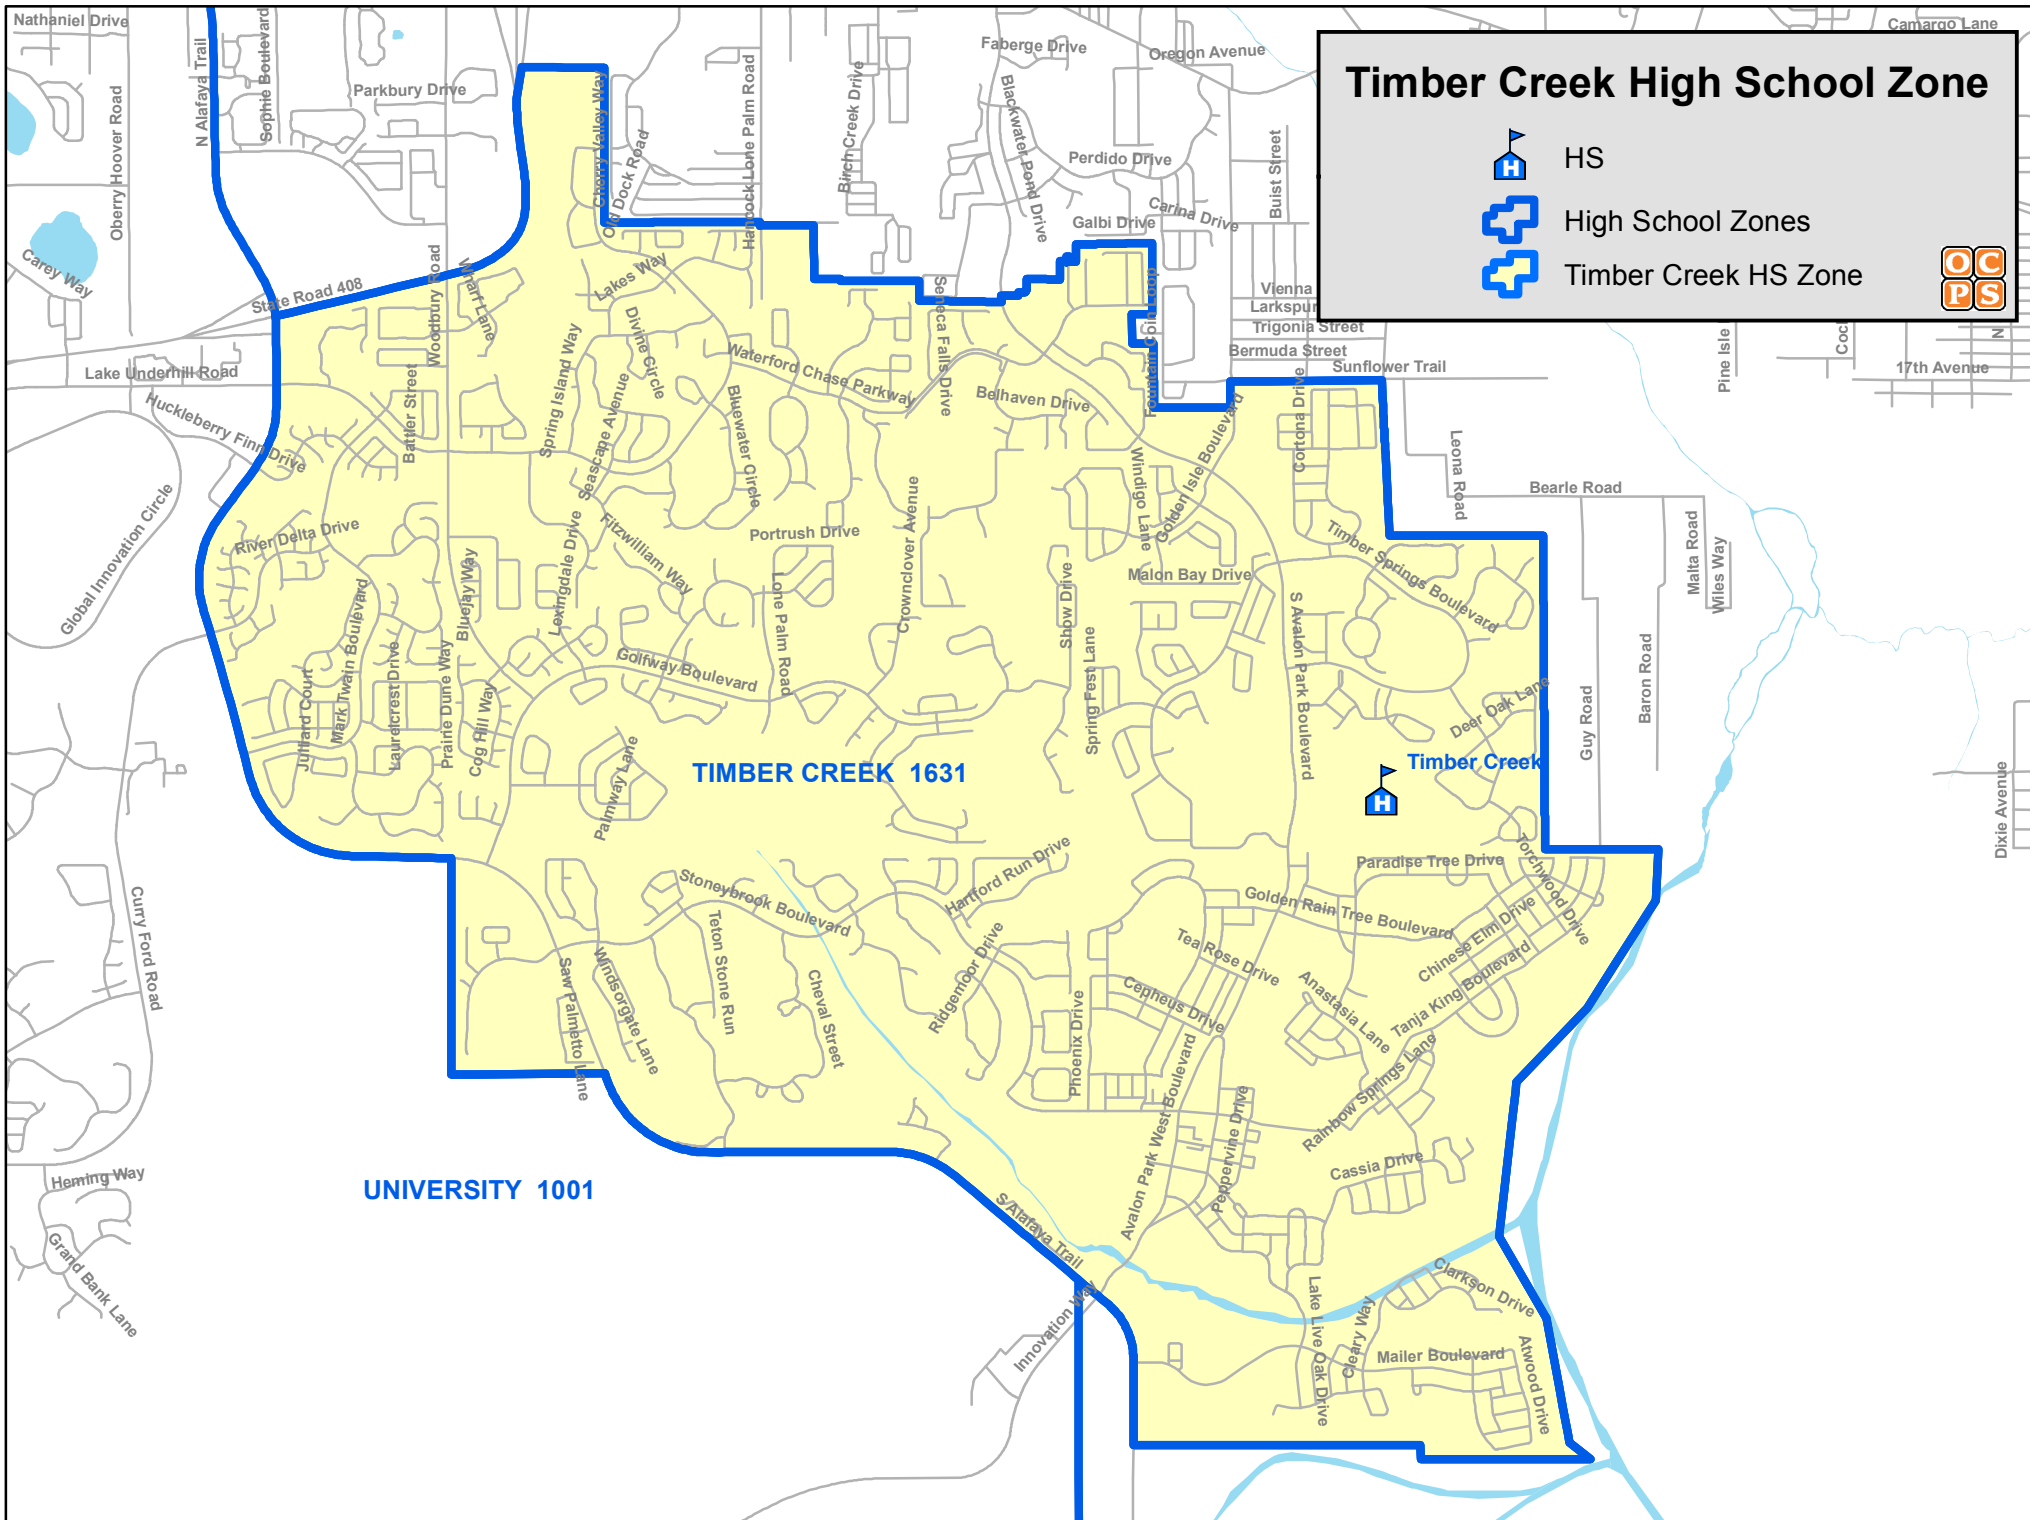 Nathaniel Drive
N Alafaya Trail
Sophie Boulevard
Parkbury Drive
Oberry Hoover Road
Cherry Valley Way
Old Dock Road
Hancock Lone Palm Road
Birch Creek Drive
Faberge Drive
Blackwater Pond Drive
Oregon Avenue
Perdido Drive
Carina Drive
Galbi Drive
Buist Street
Camargo Lane
Timber Creek High School Zone
H
HS
High School Zones
Timber Creek HS Zone
OC
PS
Carey Way
State Road 408
Woodbury Road
Wharf Lane
Lakes Way
Divine Circle
Seneca Falls Drive
Fountain Coin Loop
Vienna
Larkspur
Trigonia Street
Bermuda Street
Sunflower Trail
Pine Isle
Coc
N
17th Avenue
Lake Underhill Road
Huckleberry Finn Drive
Battler Street
Spring Island Way
Seascape Avenue
Waterford Chase Parkway
Bluewater Circle
Belhaven Drive
Cortona Drive
Golden Isle Boulevard
Windigo Lane
Leona Road
Bearle Road
Malta Road
Wiles Way
Global Innovation Circle
River Delta Drive
Fitzwilliam Way
Portrush Drive
Crownclover Avenue
Timber Springs Boulevard
Malon Bay Drive
Lexingdale Drive
Bluejay Way
Mark Twain Boulevard
Julliard Court
Laurelcrest Drive
Prairie Dune Way
Cog Hill Way
Golfway Boulevard
Lone Palm Road
Show Drive
Spring Fest Lane
S Avalon Park Boulevard
Deer Oak Lane
Guy Road
Baron Road
Palmway Lane
TIMBER CREEK 1631
Timber Creek
H
Dixie Avenue
Curry Ford Road
Stoneybrook Boulevard
Hartford Run Drive
Paradise Tree Drive
Torchwood Drive
Golden Rain Tree Boulevard
Chinese Elm Drive
Tanja King Boulevard
Saw Palmetto Lane
Windsorgate Lane
Teton Stone Run
Cheval Street
Ridgemoor Drive
Phoenix Drive
Tea Rose Drive
Cepheus Drive
Anastasia Lane
Rainbow Springs Lane
Avalon Park West Boulevard
Peppervine Drive
Cassia Drive
Heming Way
UNIVERSITY 1001
Grand Bank Lane
S Alafaya Trail
Innovation Way
Lake Live Oak Drive
Cleary Way
Clarkson Drive
Mailer Boulevard
Atwood Drive